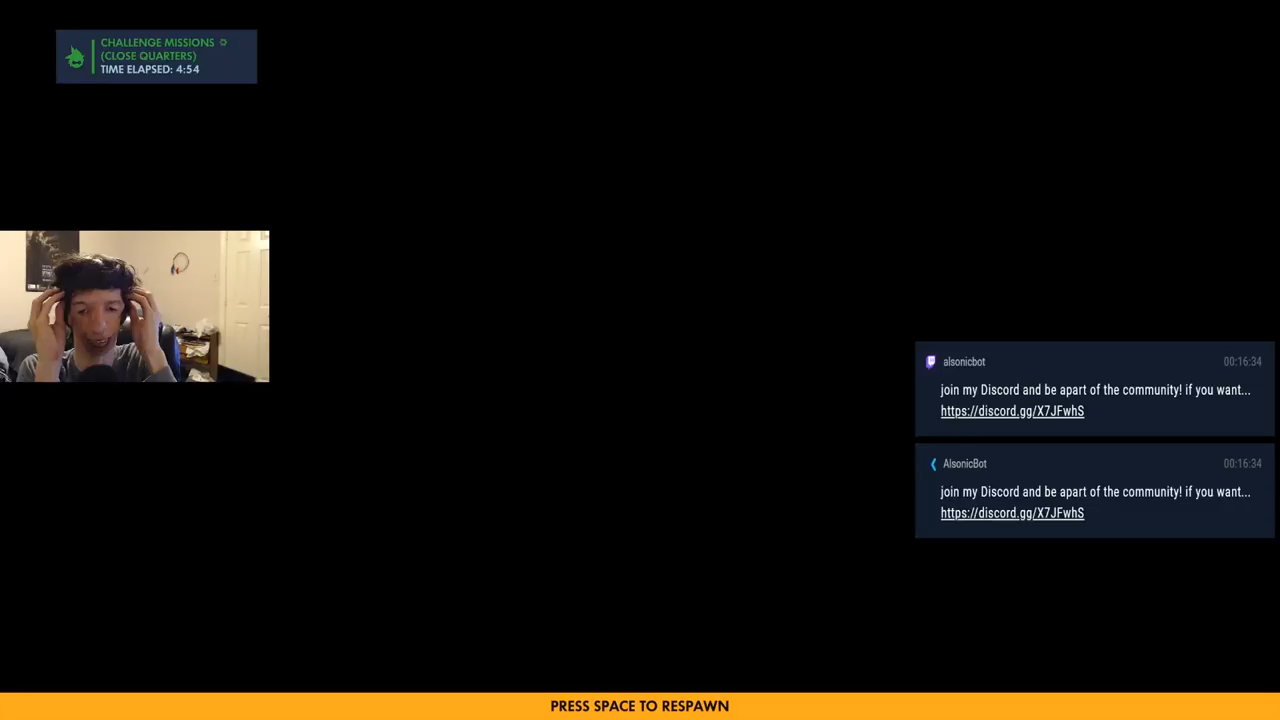 CHALLENGE MISSIONS
(CLOSE QUARTERS)
TIME ELAPSED: 4:54
alsonicbot 00:16:34
join my Discord and be apart of the community! if you want...
https://discord.gg/X7JFwhS
AlsonicBot 00:16:34
join my Discord and be apart of the community! if you want...
https://discord.gg/X7JFwhS
PRESS SPACE TO RESPAWN